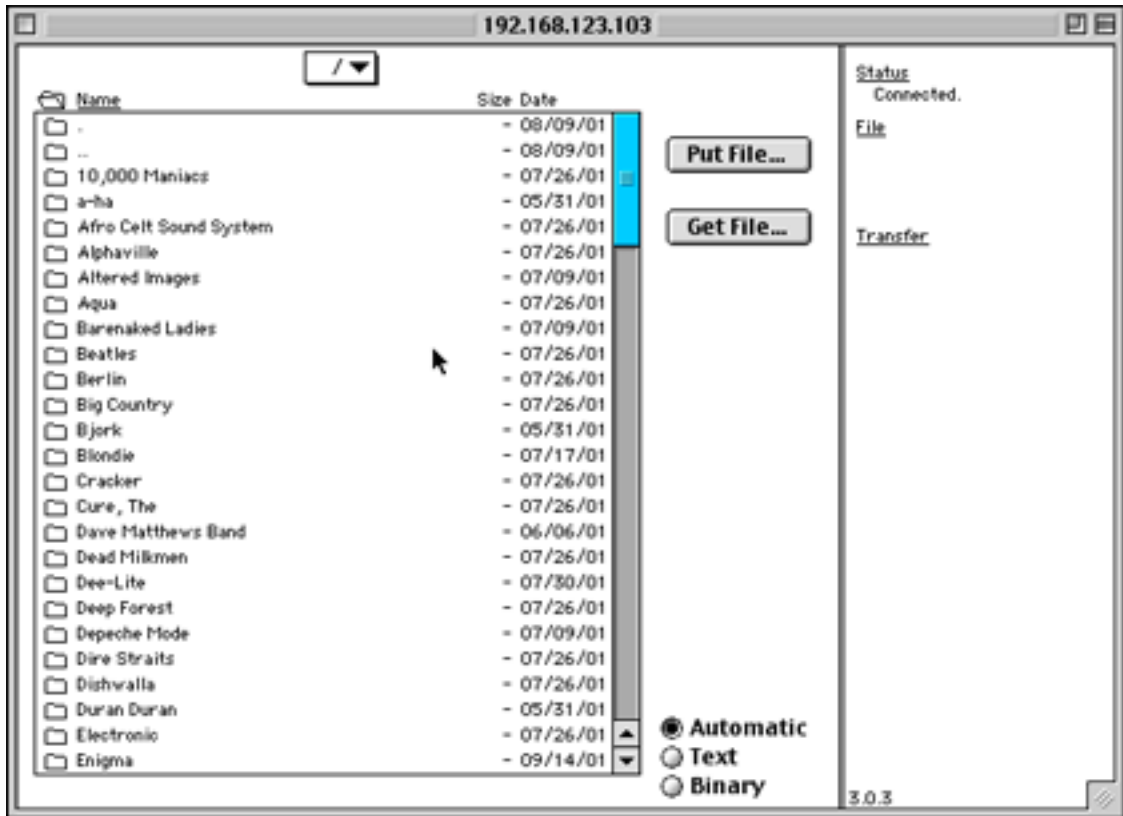 192.168.123.103
/
Name Size Date
. - 08/09/01
.. - 08/09/01
10,000 Maniacs - 07/26/01
a-ha - 05/31/01
Afro Celt Sound System - 07/26/01
Alphaville - 07/26/01
Altered Images - 07/09/01
Aqua - 07/26/01
Barenaked Ladies - 07/09/01
Beatles - 07/26/01
Berlin - 07/26/01
Big Country - 07/26/01
Bjork - 05/31/01
Blondie - 07/17/01
Cracker - 07/26/01
Cure, The - 07/26/01
Dave Matthews Band - 06/06/01
Dead Milkmen - 07/26/01
Dee-Lite - 07/30/01
Deep Forest - 07/26/01
Depeche Mode - 07/09/01
Dire Straits - 07/26/01
Dishwalla - 07/26/01
Duran Duran - 05/31/01
Electronic - 07/26/01
Enigma - 09/14/01
Put File...
Get File...
Automatic
Text
Binary
Status
Connected.
File
Transfer
3.0.3